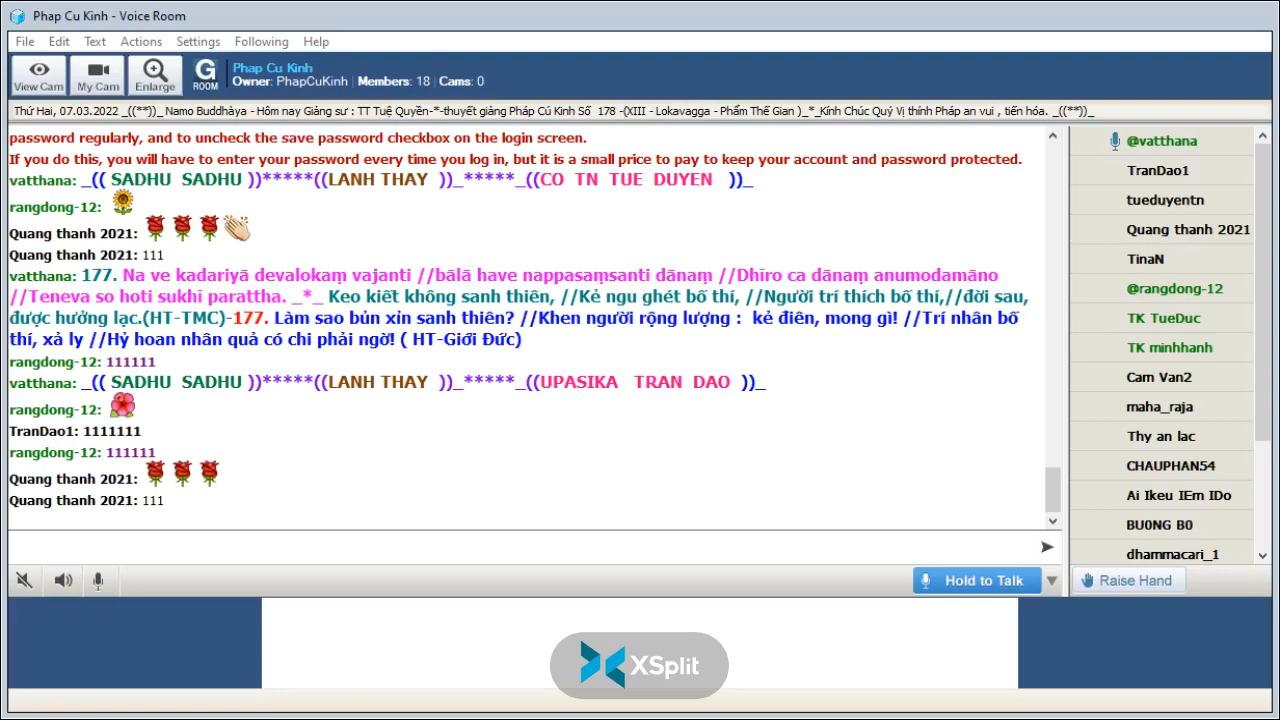 Phap Cu Kinh - Voice Room
File Edit Text Actions Settings Following Help
View Cam My Cam Enlarge G ROOM Phap Cu Kinh
Owner: PhapCuKinh | Members: 18 | Cams: 0
Thứ Hai, 07.03.2022 _((**))_ Namo Buddhàya - Hôm nay Giảng sư : TT Tuệ Quyền-*-thuyết giảng Pháp Cú Kinh Số 178 -(XIII - Lokavagga - Phẩm Thế Gian )_*_Kính Chúc Quý Vị thính Pháp an vui , tiến hóa. _((**))_
password regularly, and to uncheck the save password checkbox on the login screen.
If you do this, you will have to enter your password every time you log in, but it is a small price to pay to keep your account and password protected.
vatthana: _(( SADHU SADHU ))*****((LANH THAY ))_*****_((CO TN TUE DUYEN ))_
rangdong-12:
Quang thanh 2021:
Quang thanh 2021: 111
vatthana: 177. Na ve kadariyā devalokaṃ vajanti //bālā have nappasaṃsanti dānaṃ //Dhīro ca dānaṃ anumodamāno
//Teneva so hoti sukhī parattha. _*_ Keo kiết không sanh thiên, //Kẻ ngu ghét bố thí, //Người trí thích bố thí,//đời sau,
được hưởng lạc.(HT-TMC)-177. Làm sao bủn xỉn sanh thiên? //Khen người rộng lượng : kẻ điên, mong gì! //Trí nhân bố
thí, xả ly //Hỷ hoan nhân quả có chi phải ngờ! ( HT-Giới Đức)
rangdong-12: 111111
vatthana: _(( SADHU SADHU ))*****((LANH THAY ))_*****_((UPASIKA TRAN DAO ))_
rangdong-12:
TranDao1: 1111111
rangdong-12: 111111
Quang thanh 2021:
Quang thanh 2021: 111
@vatthana
TranDao1
tueduyentn
Quang thanh 2021
TinaN
@rangdong-12
TK TueDuc
TK minhhanh
Cam Van2
maha_raja
Thy an lac
CHAUPHAN54
Ai Ikeu IEm IDo
BU0NG B0
dhammacari_1
Hold to Talk
Raise Hand
XSplit